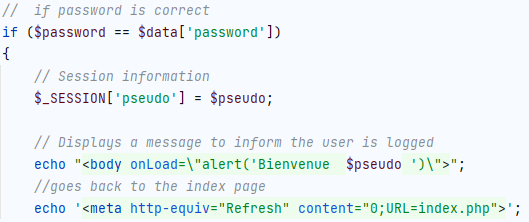 //  if password is correct
if ($password == $data['password'])
{
    // Session information
    $_SESSION['pseudo'] = $pseudo;
    // Displays a message to inform the user is logged
    echo "<body onLoad=\"alert('Bienvenue  $pseudo ')\">";
    //goes back to the index page
    echo '<meta http-equiv="Refresh" content="0;URL=index.php">';